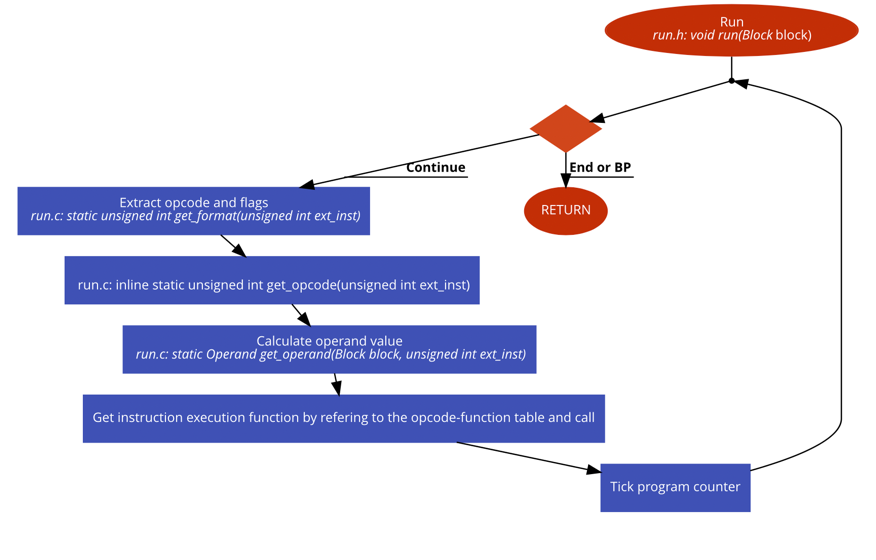 Run
run.h: void run(Block block)
Continue
End or BP
Extract opcode and flags
run.c: static unsigned int get_format(unsigned int ext_inst)
RETURN
run.c: inline static unsigned int get_opcode(unsigned int ext_inst)
Calculate operand value
run.c: static Operand get_operand(Block block, unsigned int ext_inst)
Get instruction execution function by refering to the opcode-function table and call
Tick program counter